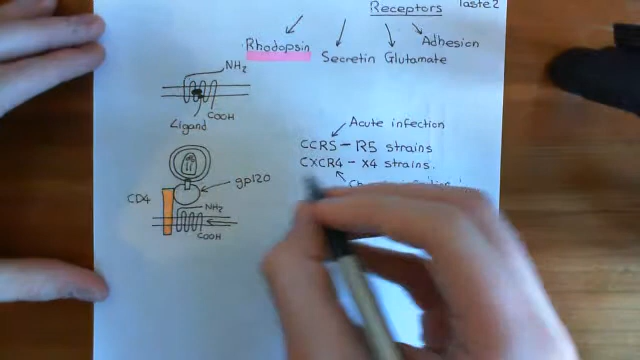 Receptors
Taste2
Rhodopsin
Secretin
Glutamate
Adhesion
NH₂
COOH
Ligand
Acute infection
CCR5 – R5 strains
CXCR4 – X4 strains.
gp120
CD4
NH₂
COOH